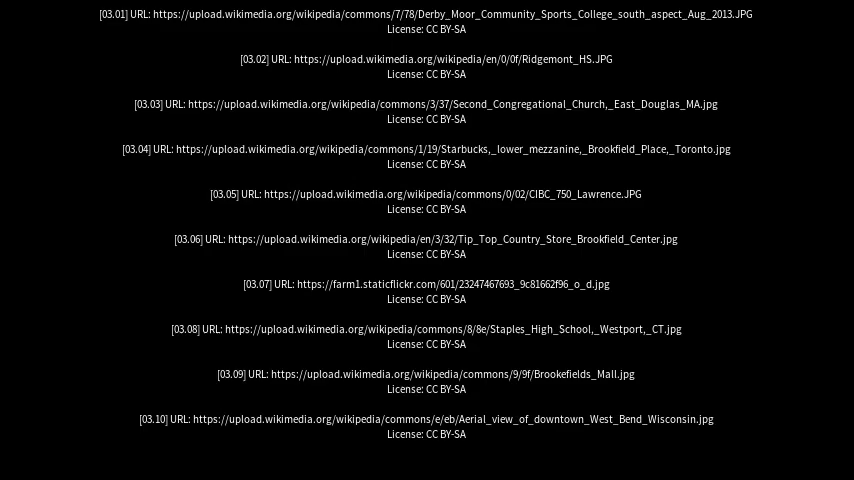 [03.01] URL: https://upload.wikimedia.org/wikipedia/commons/7/78/Derby_Moor_Community_Sports_College_south_aspect_Aug_2013.JPG
License: CC BY-SA
[03.02] URL: https://upload.wikimedia.org/wikipedia/en/0/0f/Ridgemont_HS.JPG
License: CC BY-SA
[03.03] URL: https://upload.wikimedia.org/wikipedia/commons/3/37/Second_Congregational_Church,_East_Douglas_MA.jpg
License: CC BY-SA
[03.04] URL: https://upload.wikimedia.org/wikipedia/commons/1/19/Starbucks,_lower_mezzanine,_Brookfield_Place,_Toronto.jpg
License: CC BY-SA
[03.05] URL: https://upload.wikimedia.org/wikipedia/commons/0/02/CIBC_750_Lawrence.JPG
License: CC BY-SA
[03.06] URL: https://upload.wikimedia.org/wikipedia/en/3/32/Tip_Top_Country_Store_Brookfield_Center.jpg
License: CC BY-SA
[03.07] URL: https://farm1.staticflickr.com/601/23247467693_9c81662f96_o_d.jpg
License: CC BY-SA
[03.08] URL: https://upload.wikimedia.org/wikipedia/commons/8/8e/Staples_High_School,_Westport,_CT.jpg
License: CC BY-SA
[03.09] URL: https://upload.wikimedia.org/wikipedia/commons/9/9f/Brookefields_Mall.jpg
License: CC BY-SA
[03.10] URL: https://upload.wikimedia.org/wikipedia/commons/e/eb/Aerial_view_of_downtown_West_Bend_Wisconsin.jpg
License: CC BY-SA